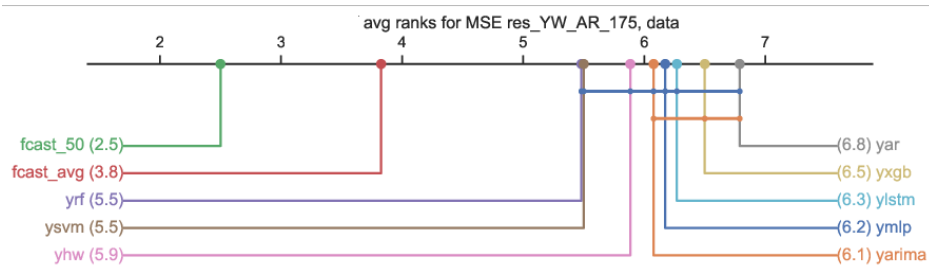 avg ranks for MSE res_YW_AR_175, data
2 3 4 5 6 7
fcast_50 (2.5) (6.8) yar
fcast_avg (3.8) (6.5) yxgb
yrf (5.5) (6.3) ylstm
ysvm (5.5) (6.2) ymlp
yhw (5.9) (6.1) yarima